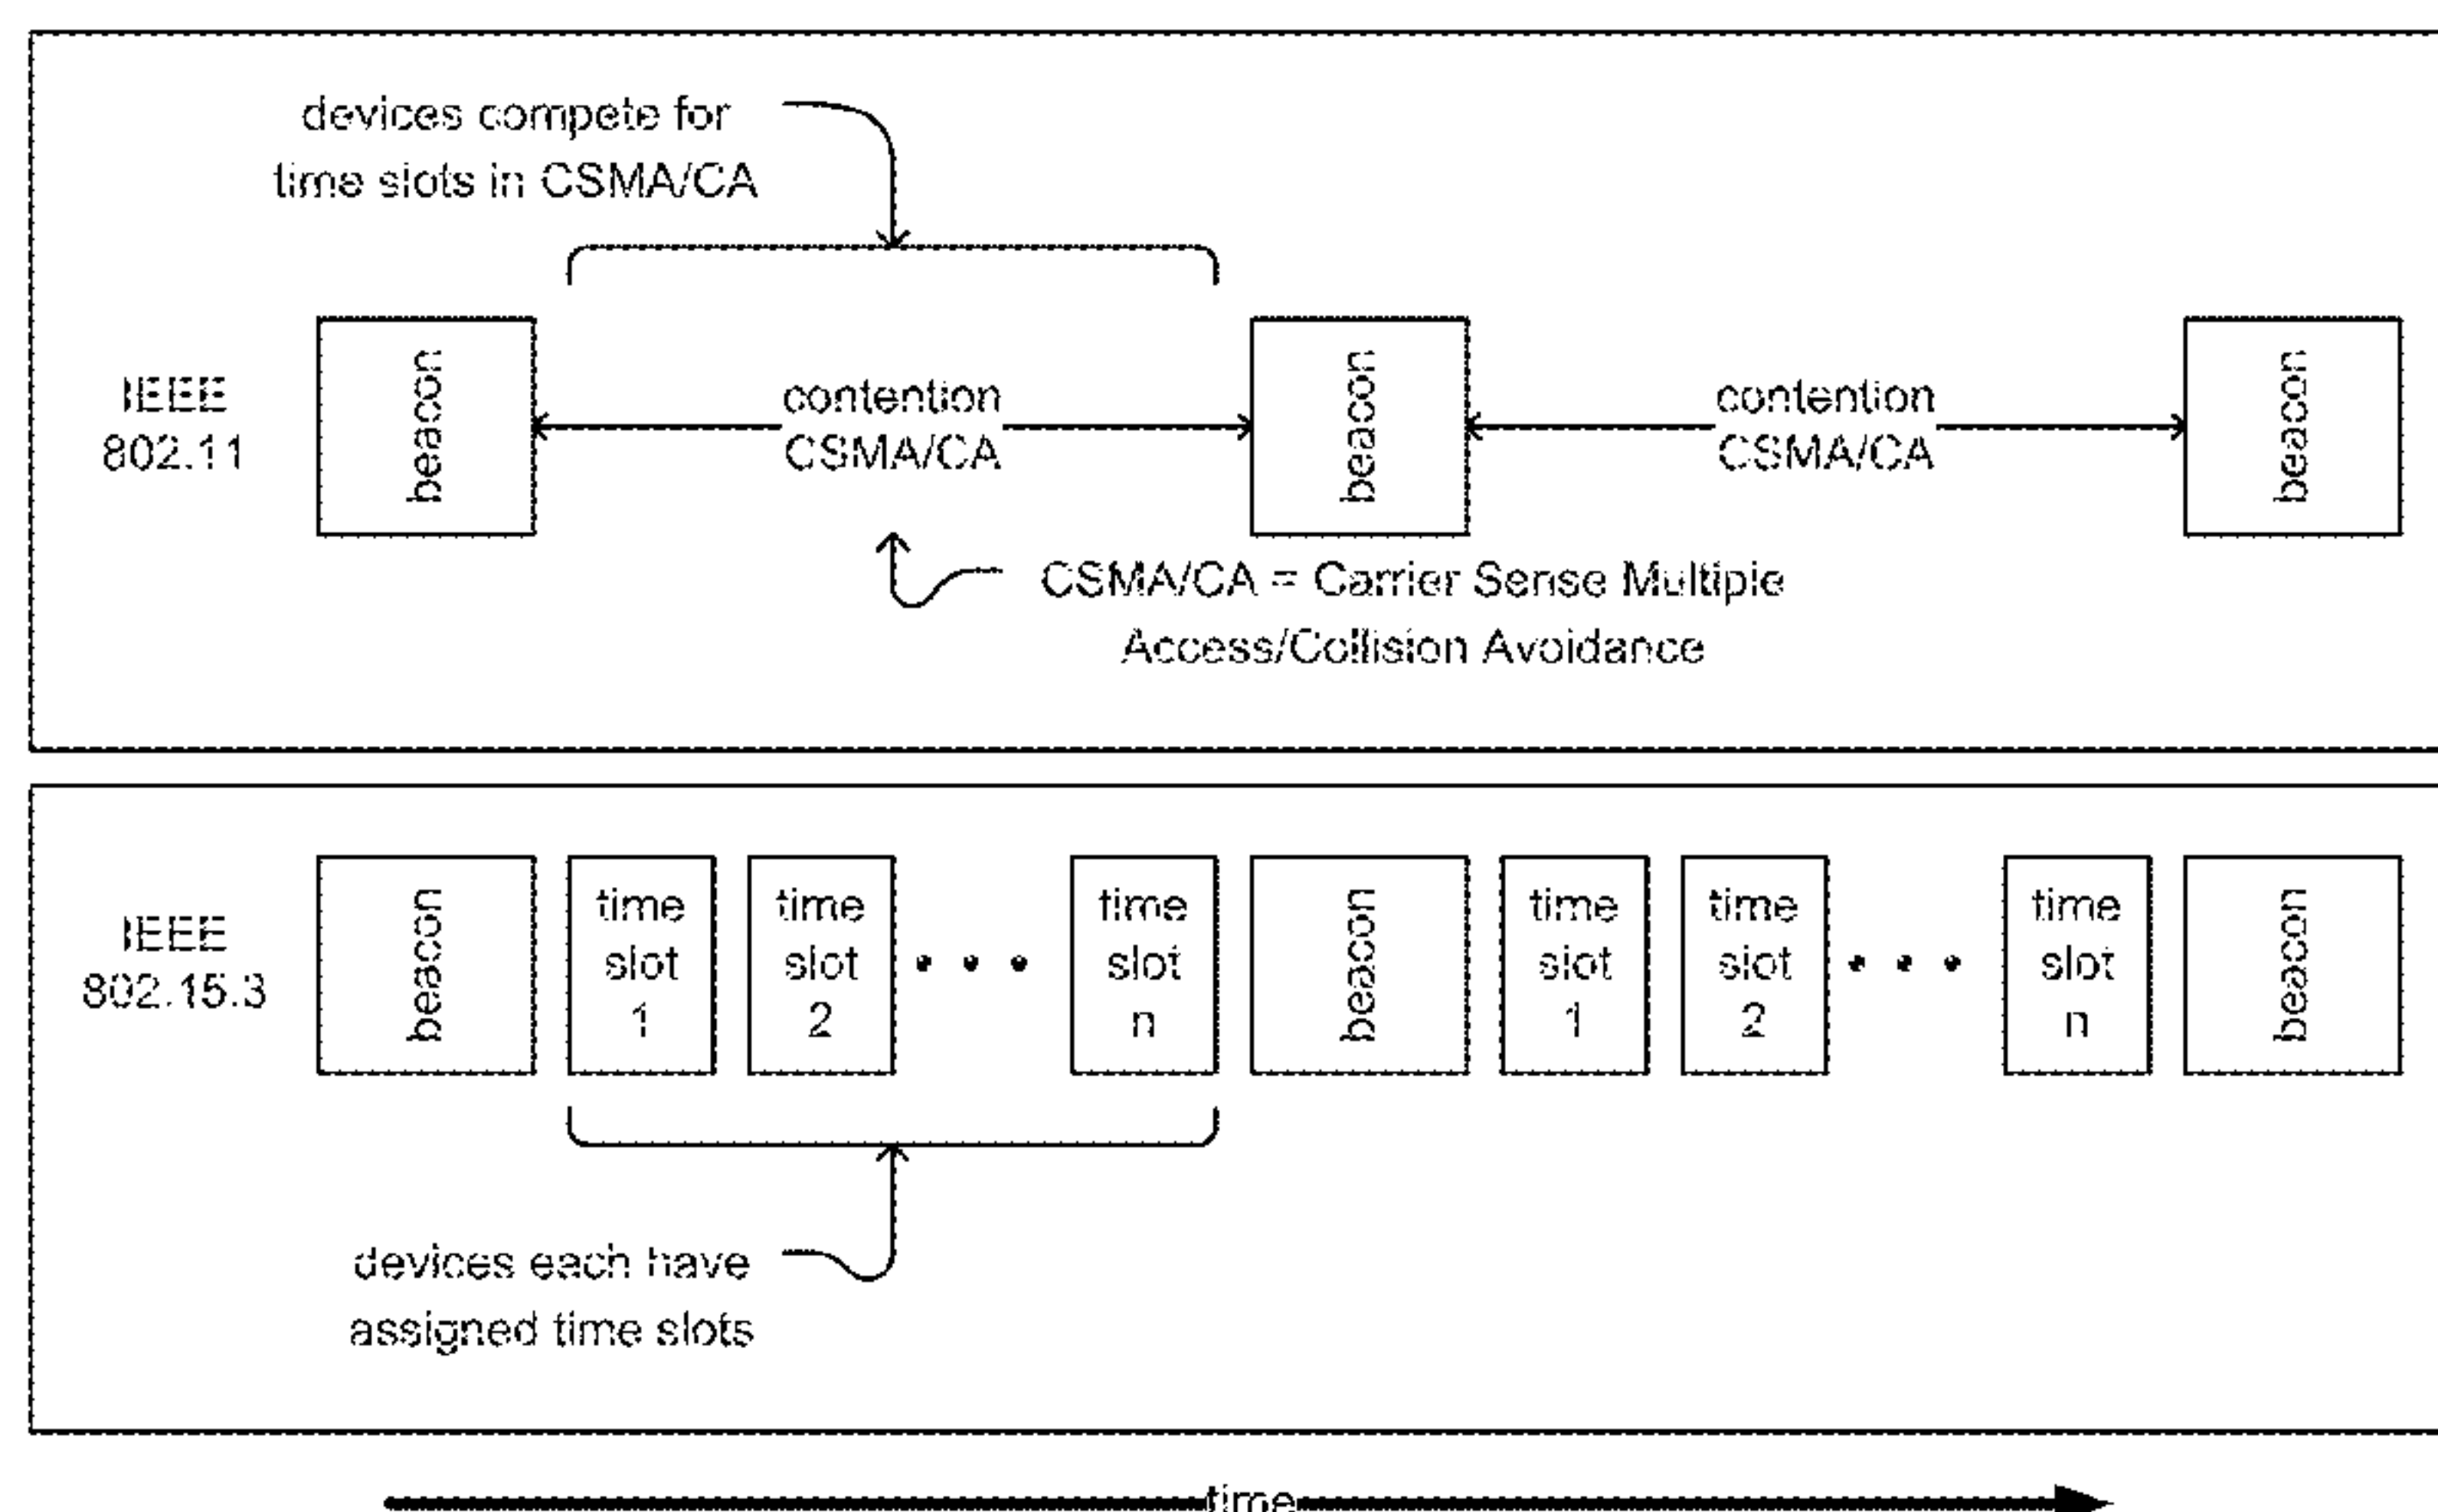 devices compete for
time slots in CSMA/CA
IEEE
802.11
beacon
contention
CSMA/CA
beacon
contention
CSMA/CA
beacon
CSMA/CA = Carrier Sense Multiple
Access/Collision Avoidance
IEEE
802.15.3
beacon
time
slot
1
time
slot
2
• • •
time
slot
n
beacon
time
slot
1
time
slot
2
• • •
time
slot
n
beacon
devices each have
assigned time slots
time